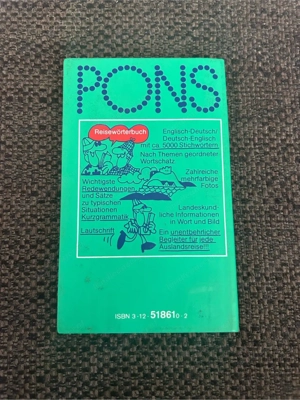 PONS
Reisewörterbuch
Englisch-Deutsch/
Deutsch-Englisch
mit ca. 5000 Stichwörtern
Nach Themen geordneter
Wortschatz
Zahlreiche
mehrfarbige
Fotos
Wichtigste
Redewendungen
und Sätze
zu typischen
Situationen
Kurzgrammatik
Landeskund-
liche Informationen
in Wort und Bild
Lautschrift
Ein unentbehrlicher
Begleiter für jede
Auslandsreise!!!
ISBN 3-12-518610-2